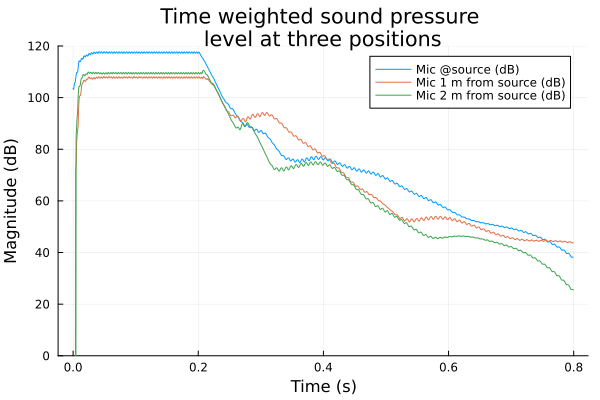 Time weighted sound pressure
level at three positions
Mic @source (dB)
Mic 1 m from source (dB)
Mic 2 m from source (dB)
Magnitude (dB)
120
100
80
60
40
20
0
0.0 0.2 0.4 0.6 0.8
Time (s)